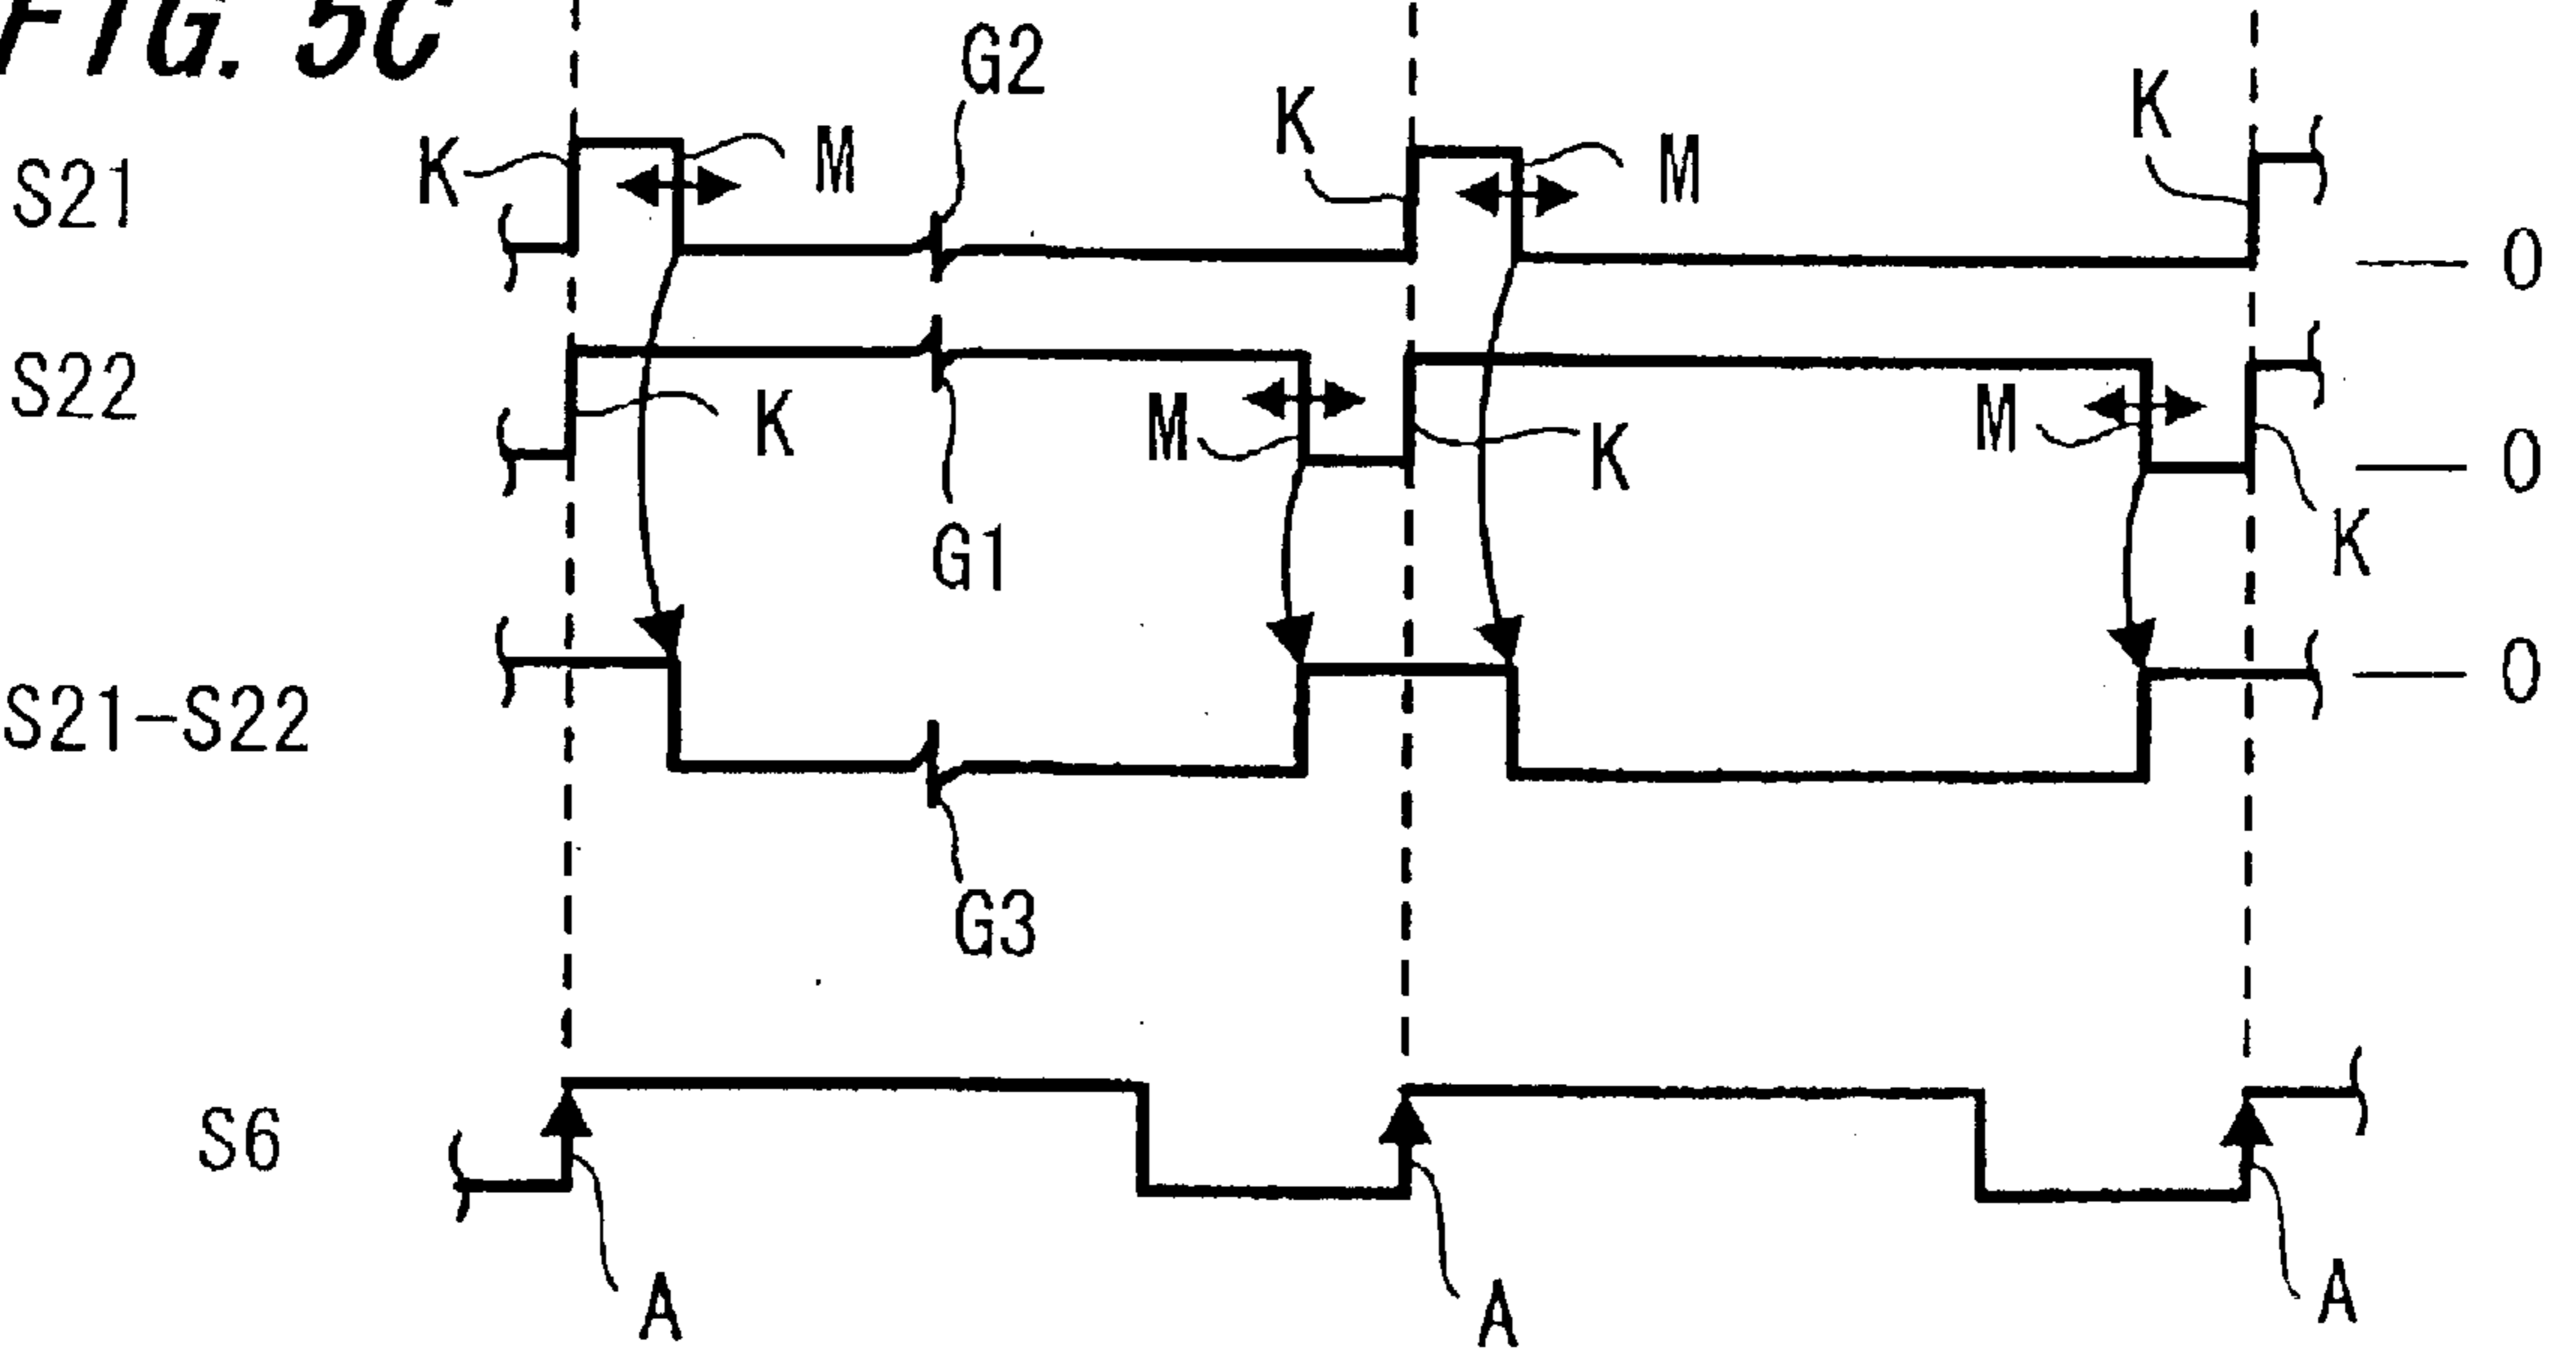 FIG. 5C
G2
K M K M K
S21
0
S22
K M K M K
0
G1
S21-S22
0
G3
S6
A A A